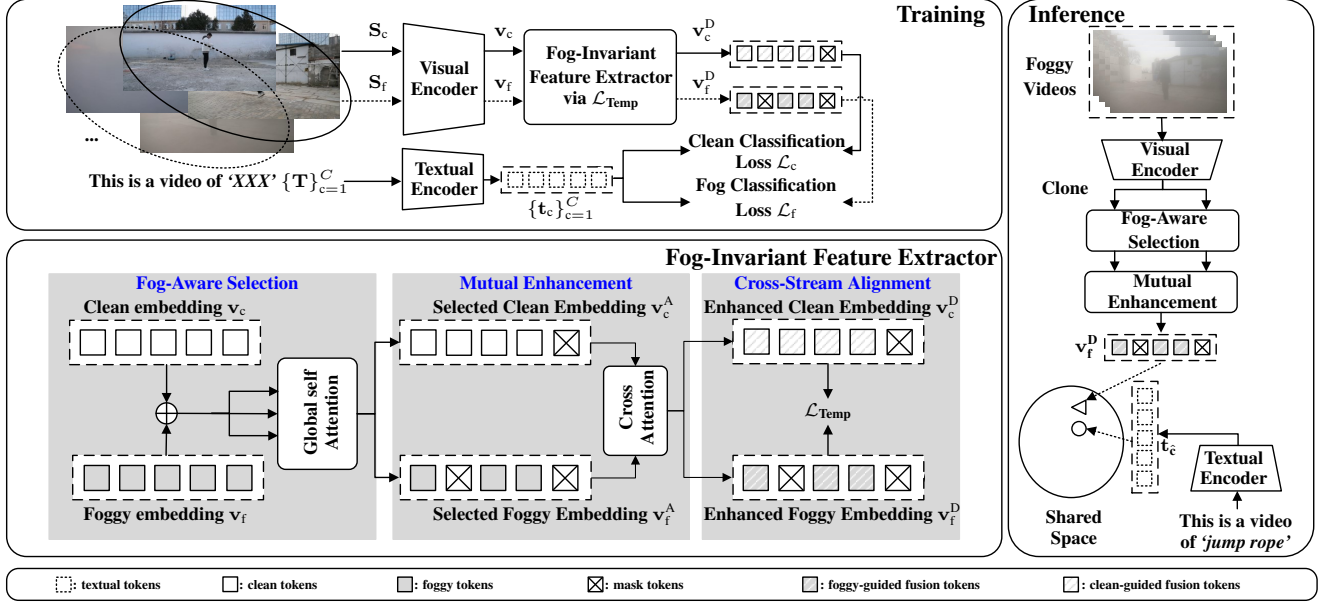 Training
S_c
S_f
...
Visual
Encoder
v_c
v_f
Fog-Invariant
Feature Extractor
via ℒ_Temp
v_c^D
v_f^D
Clean Classification
Loss ℒ_c
Fog Classification
Loss ℒ_f
This is a video of ‘XXX’ {T}_{c=1}^C
Textual
Encoder
{t_c}_{c=1}^C
Fog-Invariant Feature Extractor
Fog-Aware Selection
Clean embedding v_c
Foggy embedding v_f
Global self
Attention
Mutual Enhancement
Selected Clean Embedding v_c^A
Selected Foggy Embedding v_f^A
Cross
Attention
Cross-Stream Alignment
Enhanced Clean Embedding v_c^D
ℒ_Temp
Enhanced Foggy Embedding v_f^D
Inference
Foggy
Videos
Visual
Encoder
Clone
Fog-Aware
Selection
Mutual
Enhancement
v_f^D
t_ĉ
Textual
Encoder
Shared
Space
This is a video
of ‘jump rope’
: textual tokens
: clean tokens
: foggy tokens
: mask tokens
: foggy-guided fusion tokens
: clean-guided fusion tokens